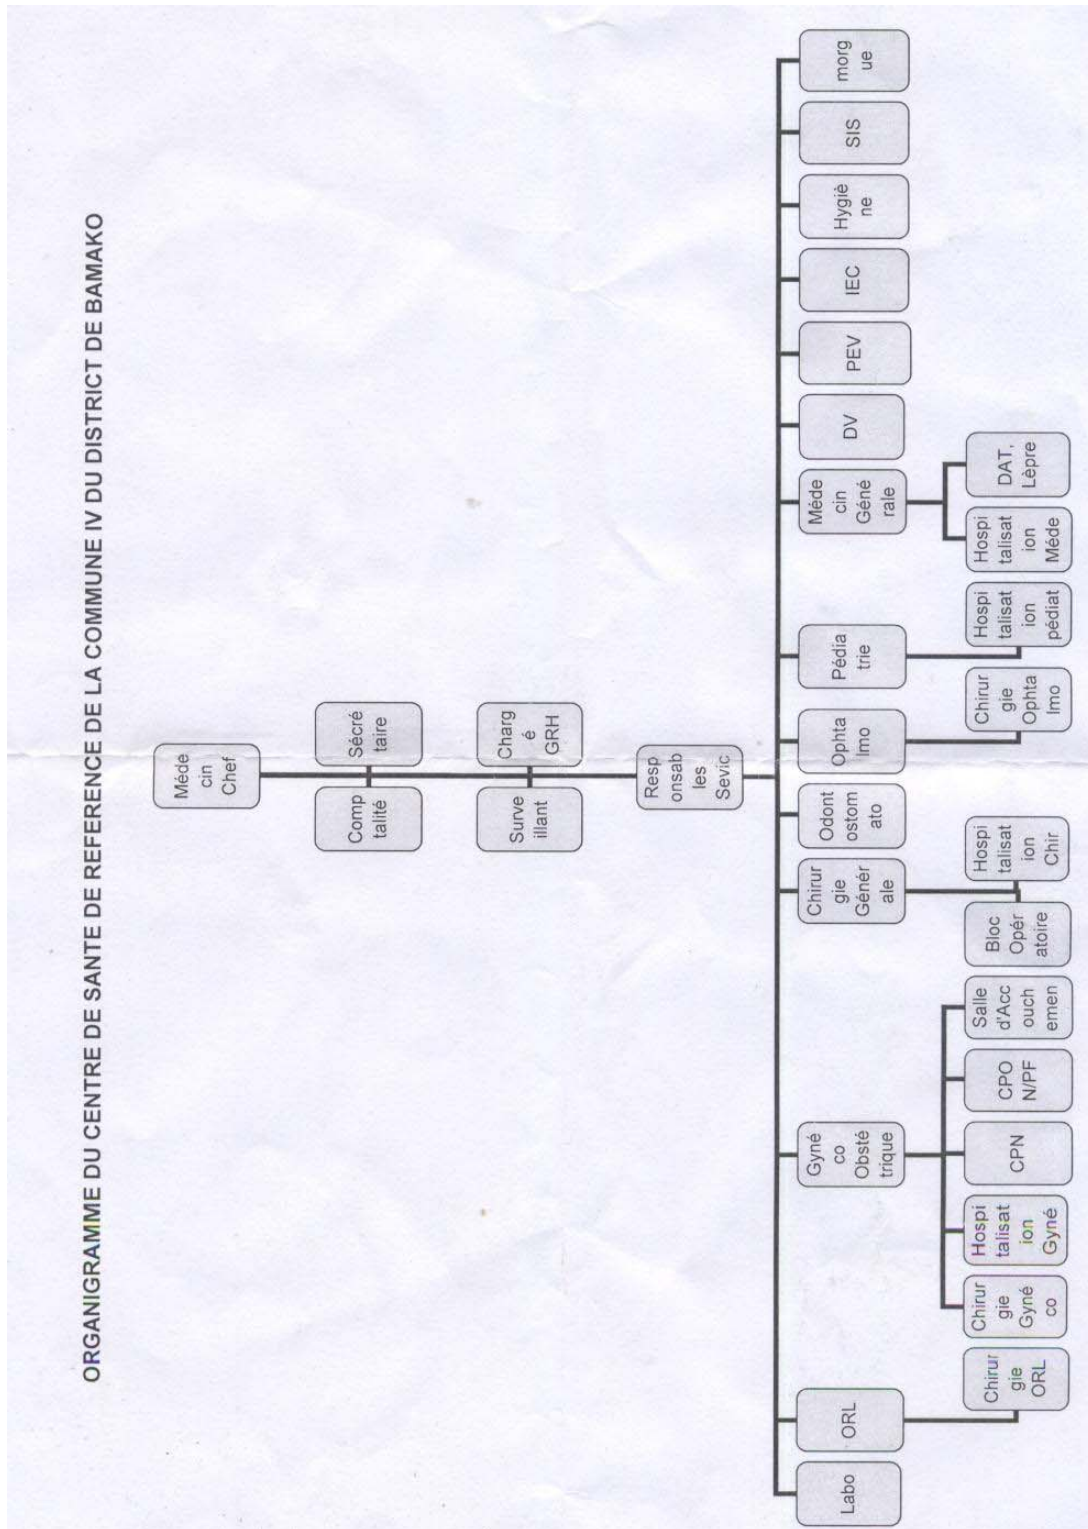 ORGANIGRAMME DU CENTRE DE SANTE DE REFERENCE DE LA COMMUNE IV DU DISTRICT DE BAMAKO
Méde
cin
Chef
Comp
talité
Sécré
taire
Surve
illant
Charg
é
GRH
Resp
onsab
les
Sevic
Labo
ORL
Gyné
co
Obsté
trique
Chirur
gie
Génér
ale
Odont
ostom
ato
Ophta
lmo
Pédia
trie
Méde
cin
Géné
rale
DV
PEV
IEC
Hygiè
ne
SIS
morg
ue
Chirur
gie
ORL
Chirur
gie
Gyné
co
Hospi
talisat
ion
Gyné
CPN
CPO
N/PF
Salle
d'Acc
ouch
emen
Bloc
Opér
atoire
Hospi
talisat
ion
Chir
Chirur
gie
Ophta
lmo
Hospi
talisat
ion
pédiat
Hospi
talisat
ion
Méde
DAT,
Lèpre